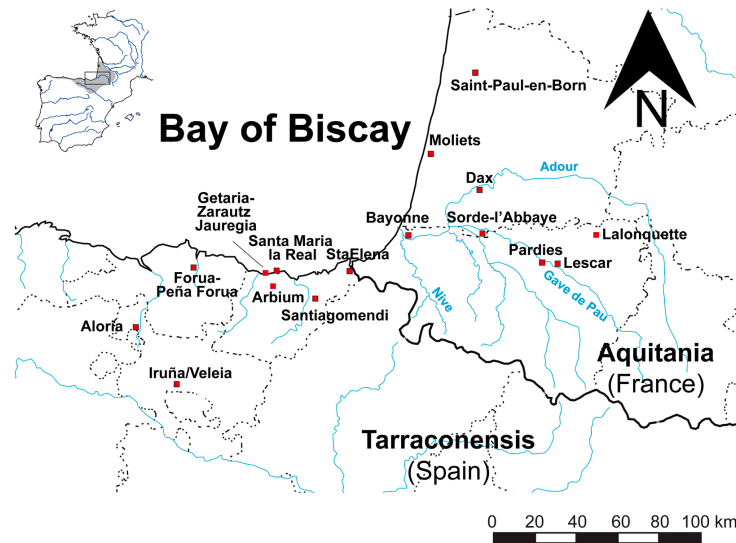 Saint-Paul-en-Born
N
Bay of Biscay
Moliets
Adour
Dax
Getaria-
Zarautz
Jauregia
Bayonne
Sorde-l'Abbaye
Santa Maria
la Real
StaElena
Lalonquette
Pardies
Lescar
Forua-
Peña Forua
Arbium
Santiagomendi
Nive
Gave de Pau
Aloria
Aquitania
(France)
Iruña/Veleia
Tarraconensis
(Spain)
0 20 40 60 80 100 km